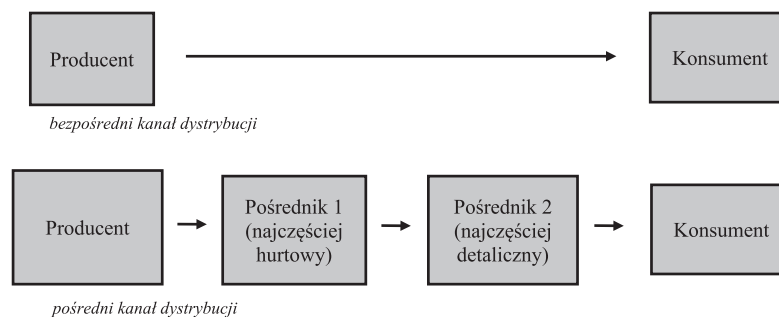 Producent
Konsument
bezpośredni kanał dystrybucji
Producent
Pośrednik 1
(najczęściej
hurtowy)
Pośrednik 2
(najczęściej
detaliczny)
Konsument
pośredni kanał dystrybucji